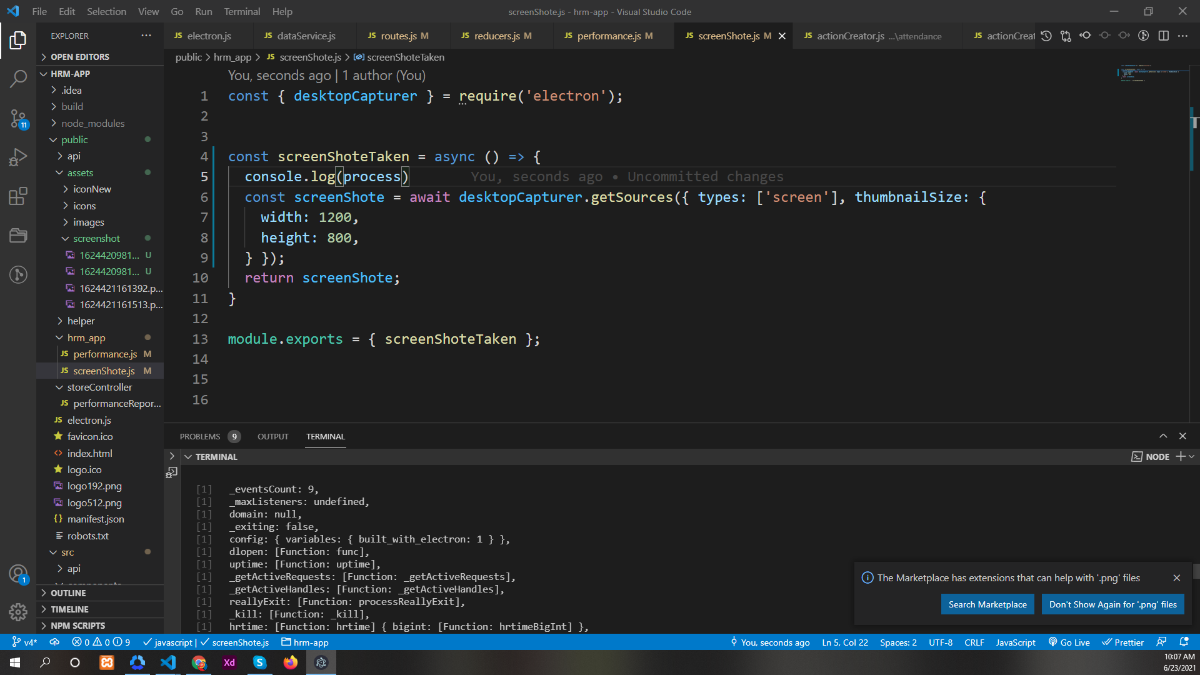 File Edit Selection View Go Run Terminal Help
screenShote.js - hrm-app - Visual Studio Code
EXPLORER
JS electron.js
JS dataService.js
JS routes.js M
JS reducers.js M
JS performance.js M
JS screenShote.js M
JS actionCreator.js ...\attendance
JS actionCreat
OPEN EDITORS
HRM-APP
.idea
build
node_modules
public
api
assets
iconNew
icons
images
screenshot
1624420981... U
1624420981... U
1624421161392.p...
1624421161513.p...
helper
hrm_app
JS performance.js M
JS screenShote.js M
storeController
JS performanceRepor...
JS electron.js
favicon.ico
<> index.html
logo.ico
logo192.png
logo512.png
{} manifest.json
robots.txt
src
api
OUTLINE
TIMELINE
NPM SCRIPTS
11
1
public > hrm_app > JS screenShote.js > screenShoteTaken
You, seconds ago | 1 author (You)
1 const { desktopCapturer } = require('electron');
2
3
4 const screenShoteTaken = async () => {
5 console.log(process) You, seconds ago • Uncommitted changes
6 const screenShote = await desktopCapturer.getSources({ types: ['screen'], thumbnailSize: {
7 width: 1200,
8 height: 800,
9 } });
10 return screenShote;
11 }
12
13 module.exports = { screenShoteTaken };
14
15
16
PROBLEMS 9 OUTPUT TERMINAL
TERMINAL
NODE
[1] _eventsCount: 9,
[1] _maxListeners: undefined,
[1] domain: null,
[1] _exiting: false,
[1] config: { variables: { built_with_electron: 1 } },
[1] dlopen: [Function: func],
[1] uptime: [Function: uptime],
[1] _getActiveRequests: [Function: _getActiveRequests],
[1] _getActiveHandles: [Function: _getActiveHandles],
[1] reallyExit: [Function: processReallyExit],
[1] _kill: [Function: _kill],
[1] hrtime: [Function: hrtime] { bigint: [Function: hrtimeBigInt] },
The Marketplace has extensions that can help with '.png' files
Search Marketplace
Don't Show Again for '.png' files
v4* 0 0 9 javascript | screenShote.js hrm-app
You, seconds ago Ln 5, Col 22 Spaces: 2 UTF-8 CRLF JavaScript Go Live Prettier
Xd
10:07 AM
6/23/2021